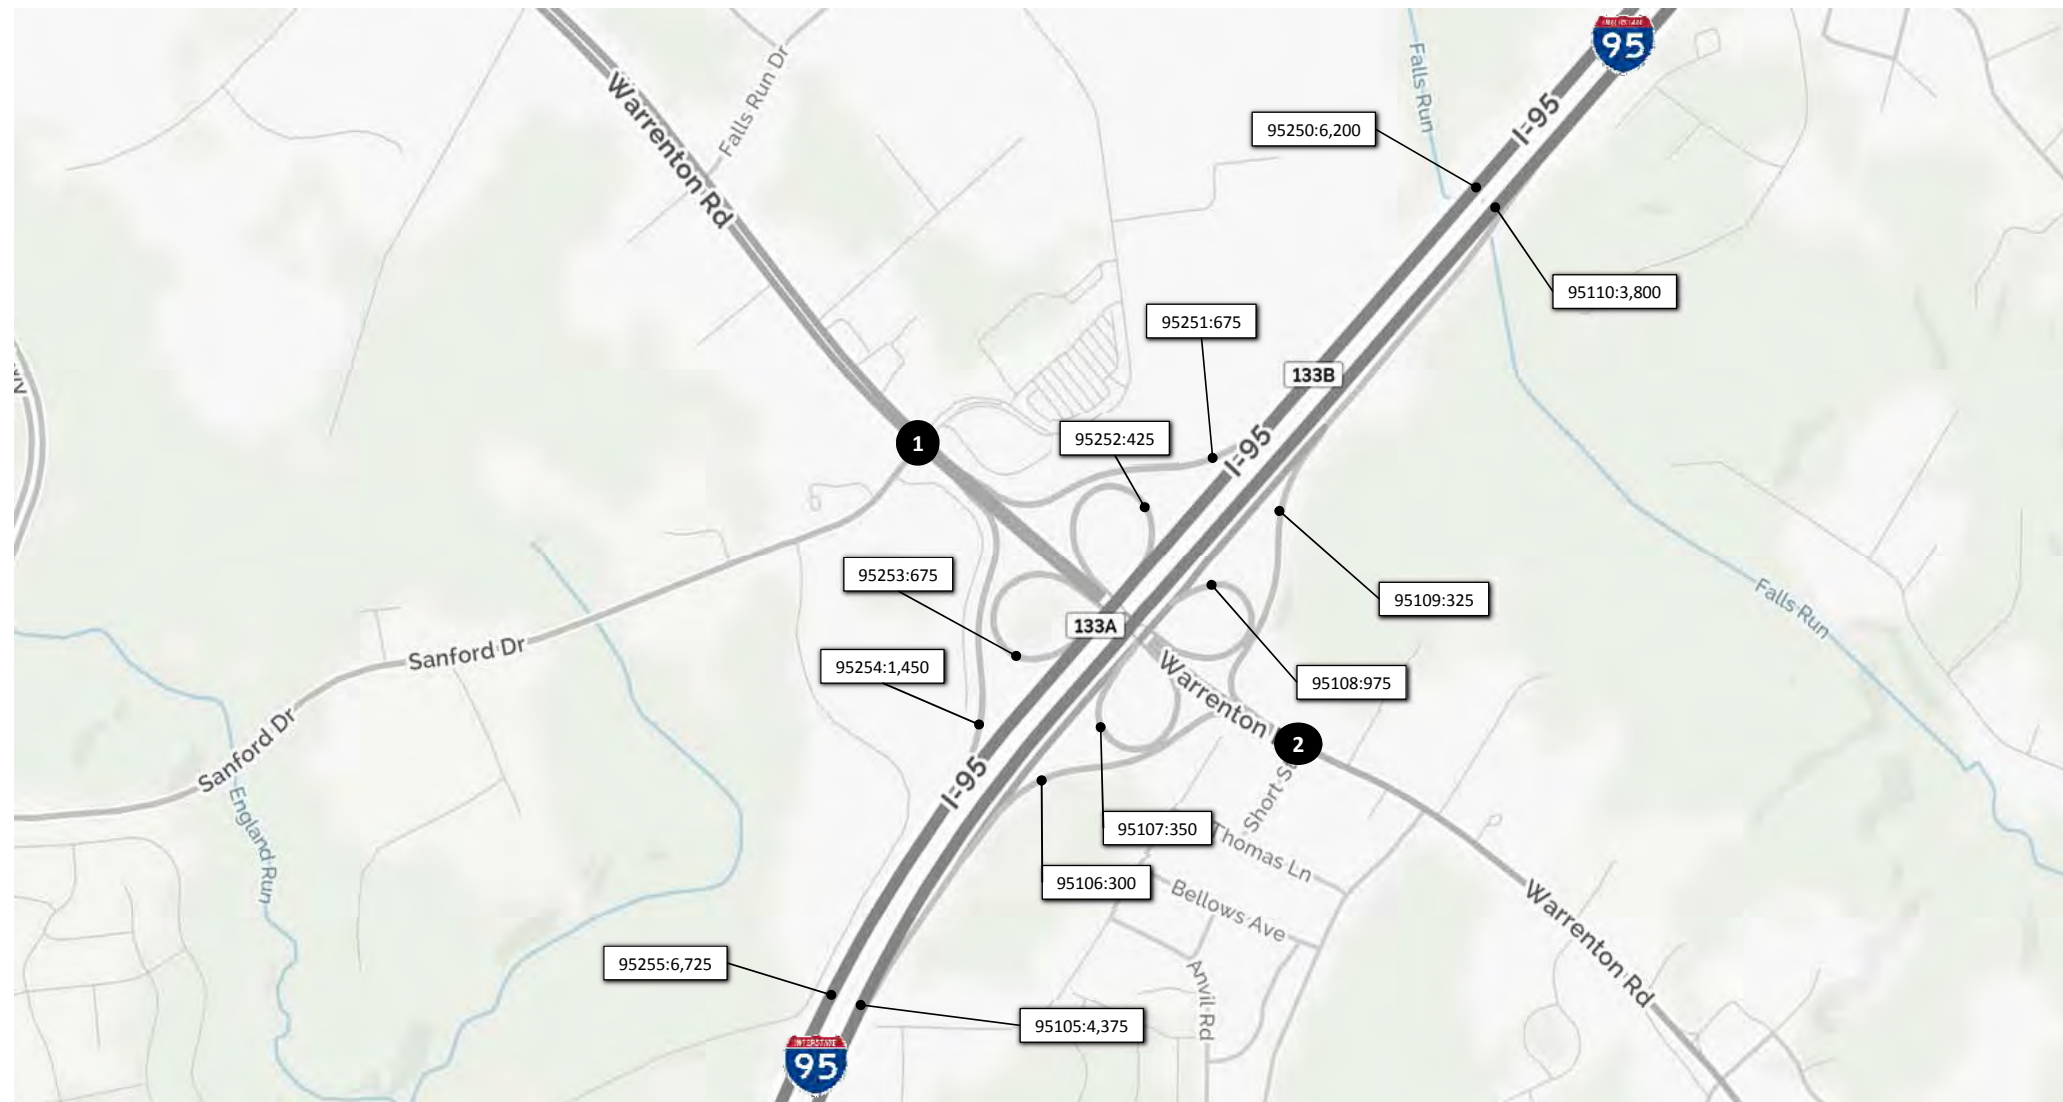 INTERSTATE
95
Falls Run Dr
Falls Run
Warrenton Rd
I-95
95250:6,200
95110:3,800
95251:675
133B
95252:425
I-95
1
95253:675
133A
95109:325
Falls Run
Sanford Dr
95254:1,450
Warrenton
95108:975
2
Sanford Dr
I-95
Short St
England Run
95107:350
Thomas Ln
95106:300
Bellows Ave
Warrenton Rd
95255:6,725
Anvil Rd
95105:4,375
INTERSTATE
95